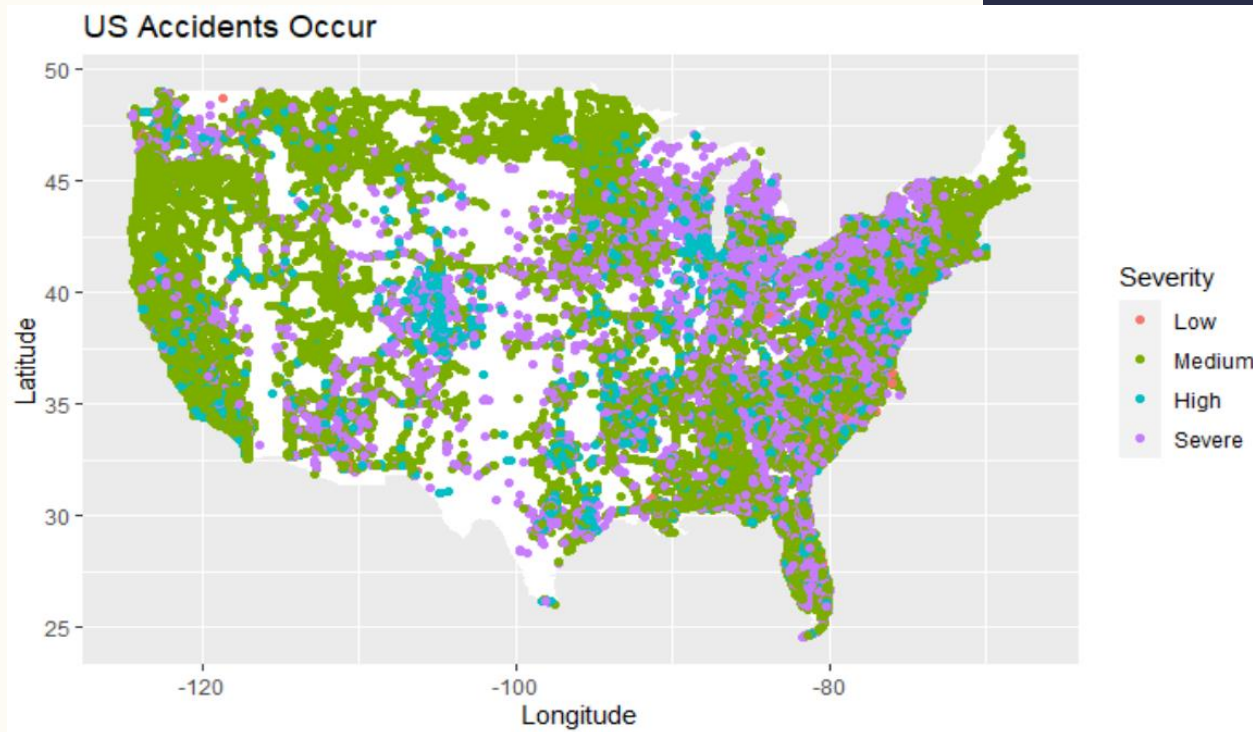 US Accidents Occur
50
45
40
35
30
25
Latitude
-120
-100
-80
Longitude
Severity
Low
Medium
High
Severe